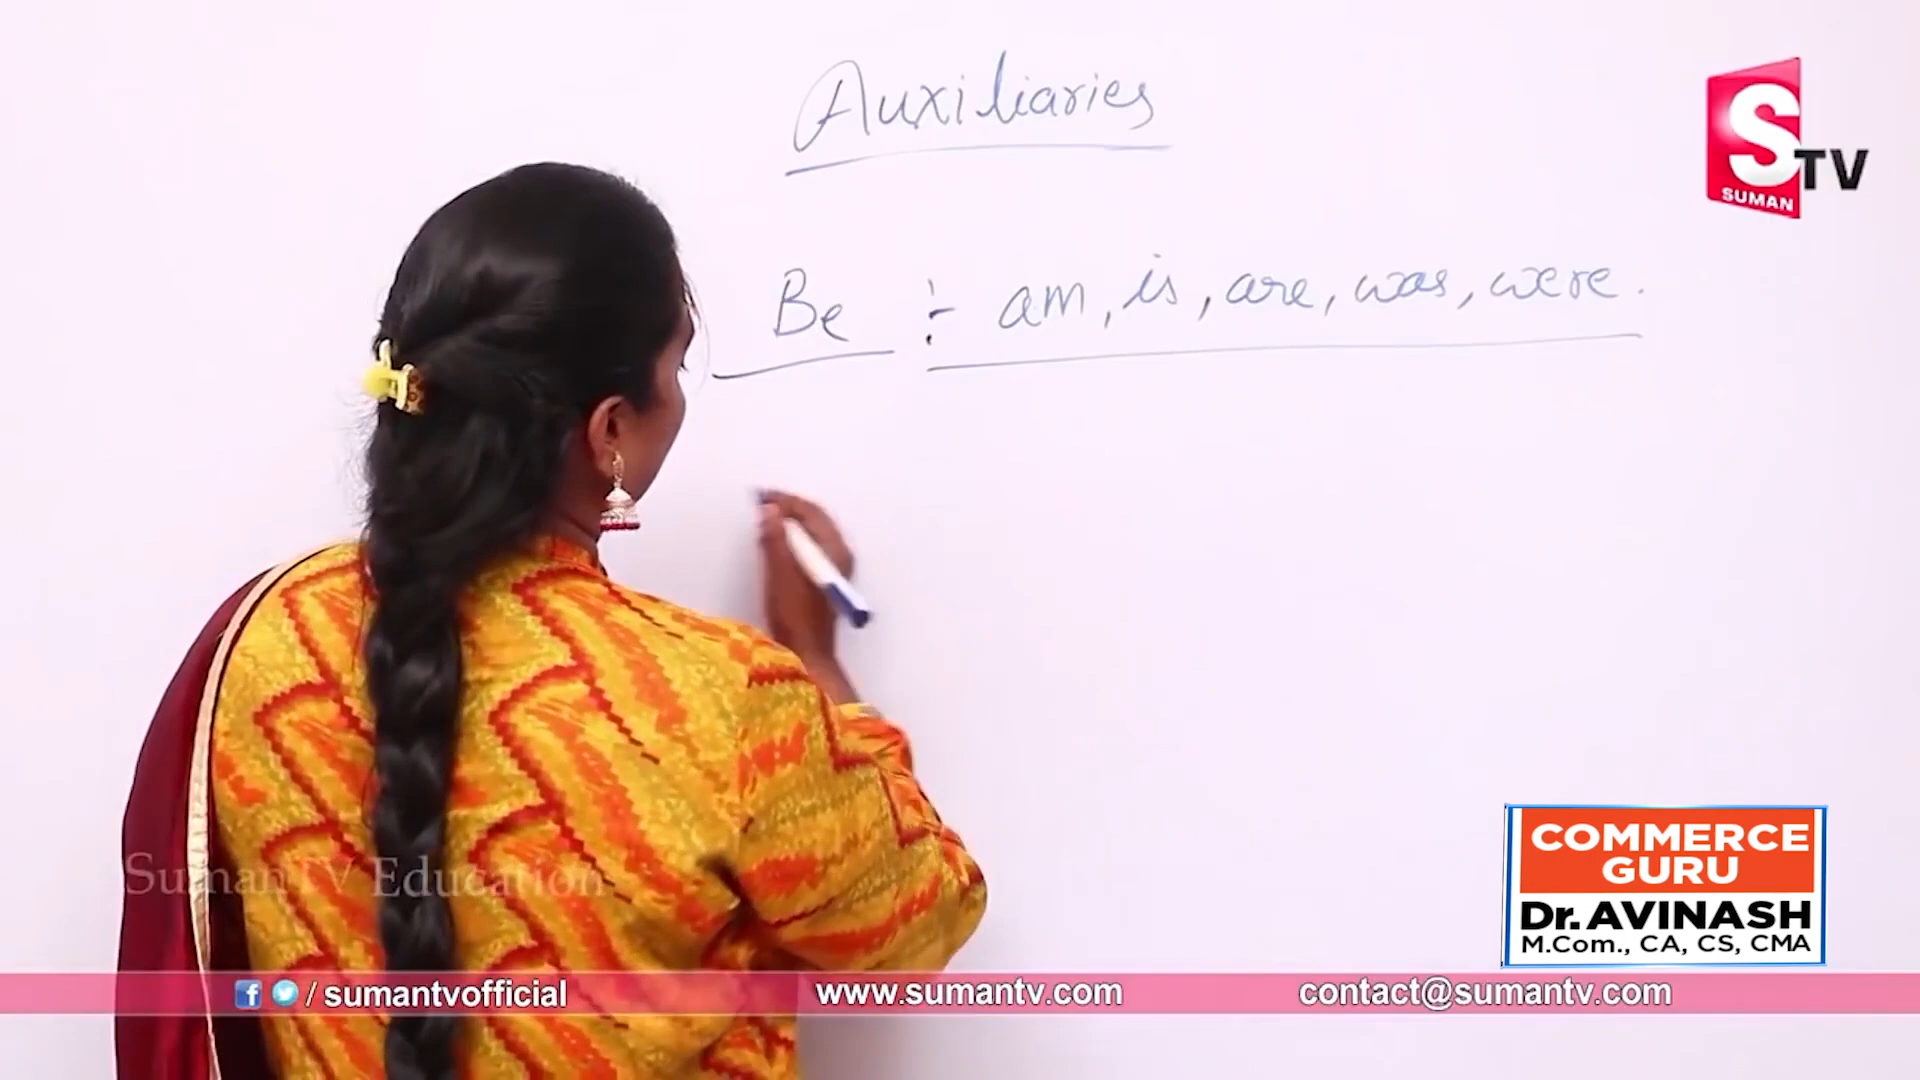 Auxiliaries
S
TV
SUMAN
Be :- am, is, are, was, were.
COMMERCE
GURU
Dr. AVINASH
M.Com., CA, CS, CMA
SumanTV Education
/ sumantvofficial
www.sumantv.com
contact@sumantv.com